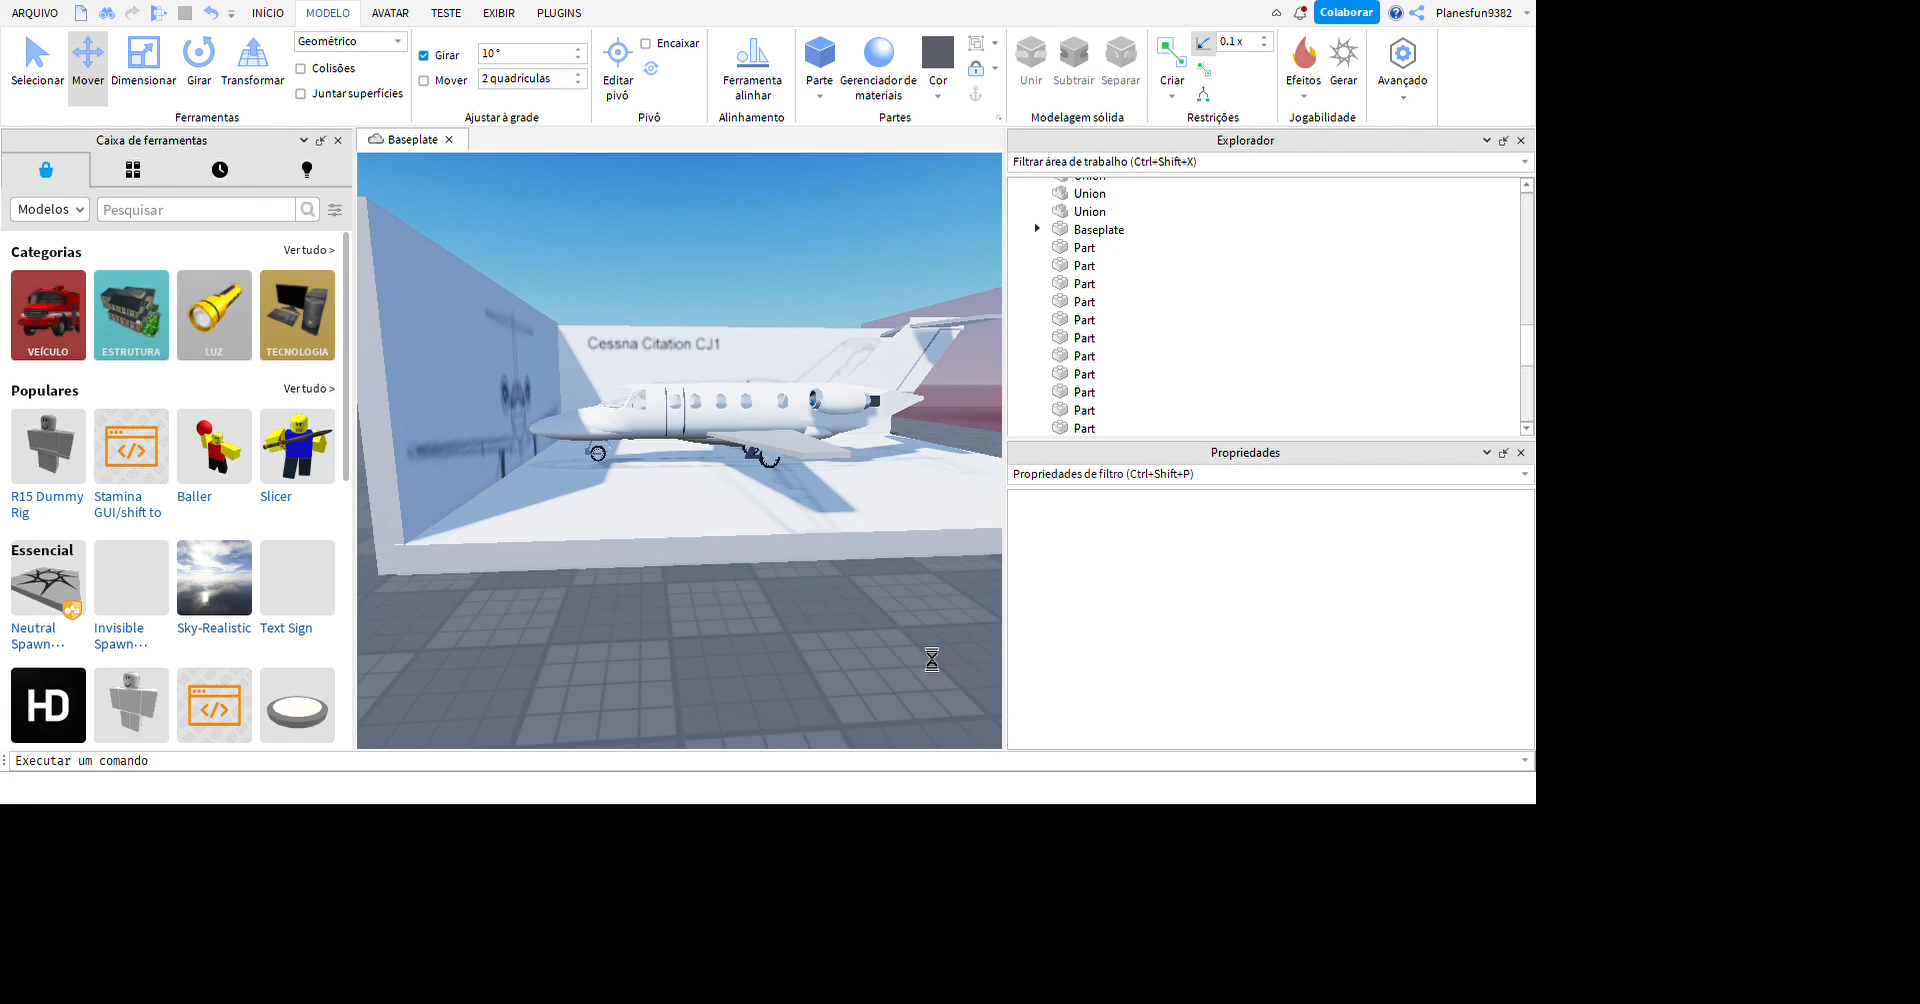 ARQUIVO INÍCIO MODELO AVATAR TESTE EXIBIR PLUGINS Colaborar Planesfun9382
Selecionar Mover Dimensionar Girar Transformar
Geométrico
Colisões
Juntar superfícies
Ferramentas
Girar 10 °
Mover 2 quadrículas
Ajustar à grade
Editar pivô
Encaixar
Pivô
Ferramenta alinhar
Alinhamento
Parte Gerenciador de materiais Cor
Partes
Unir Subtrair Separar
Modelagem sólida
Criar 0.1 x
Restrições
Efeitos Gerar
Jogabilidade
Avançado
Caixa de ferramentas
Modelos Pesquisar
Categorias Ver tudo >
VEÍCULO ESTRUTURA LUZ TECNOLOGIA
Populares Ver tudo >
R15 Dummy Rig
Stamina GUI/shift to
Baller
Slicer
Essencial
Neutral Spawn···
Invisible Spawn···
Sky-Realistic
Text Sign
HD
Baseplate
Cessna Citation CJ1
Explorador
Filtrar área de trabalho (Ctrl+Shift+X)
Union
Union
Union
Baseplate
Part
Part
Part
Part
Part
Part
Part
Part
Part
Part
Part
Propriedades
Propriedades de filtro (Ctrl+Shift+P)
Executar um comando